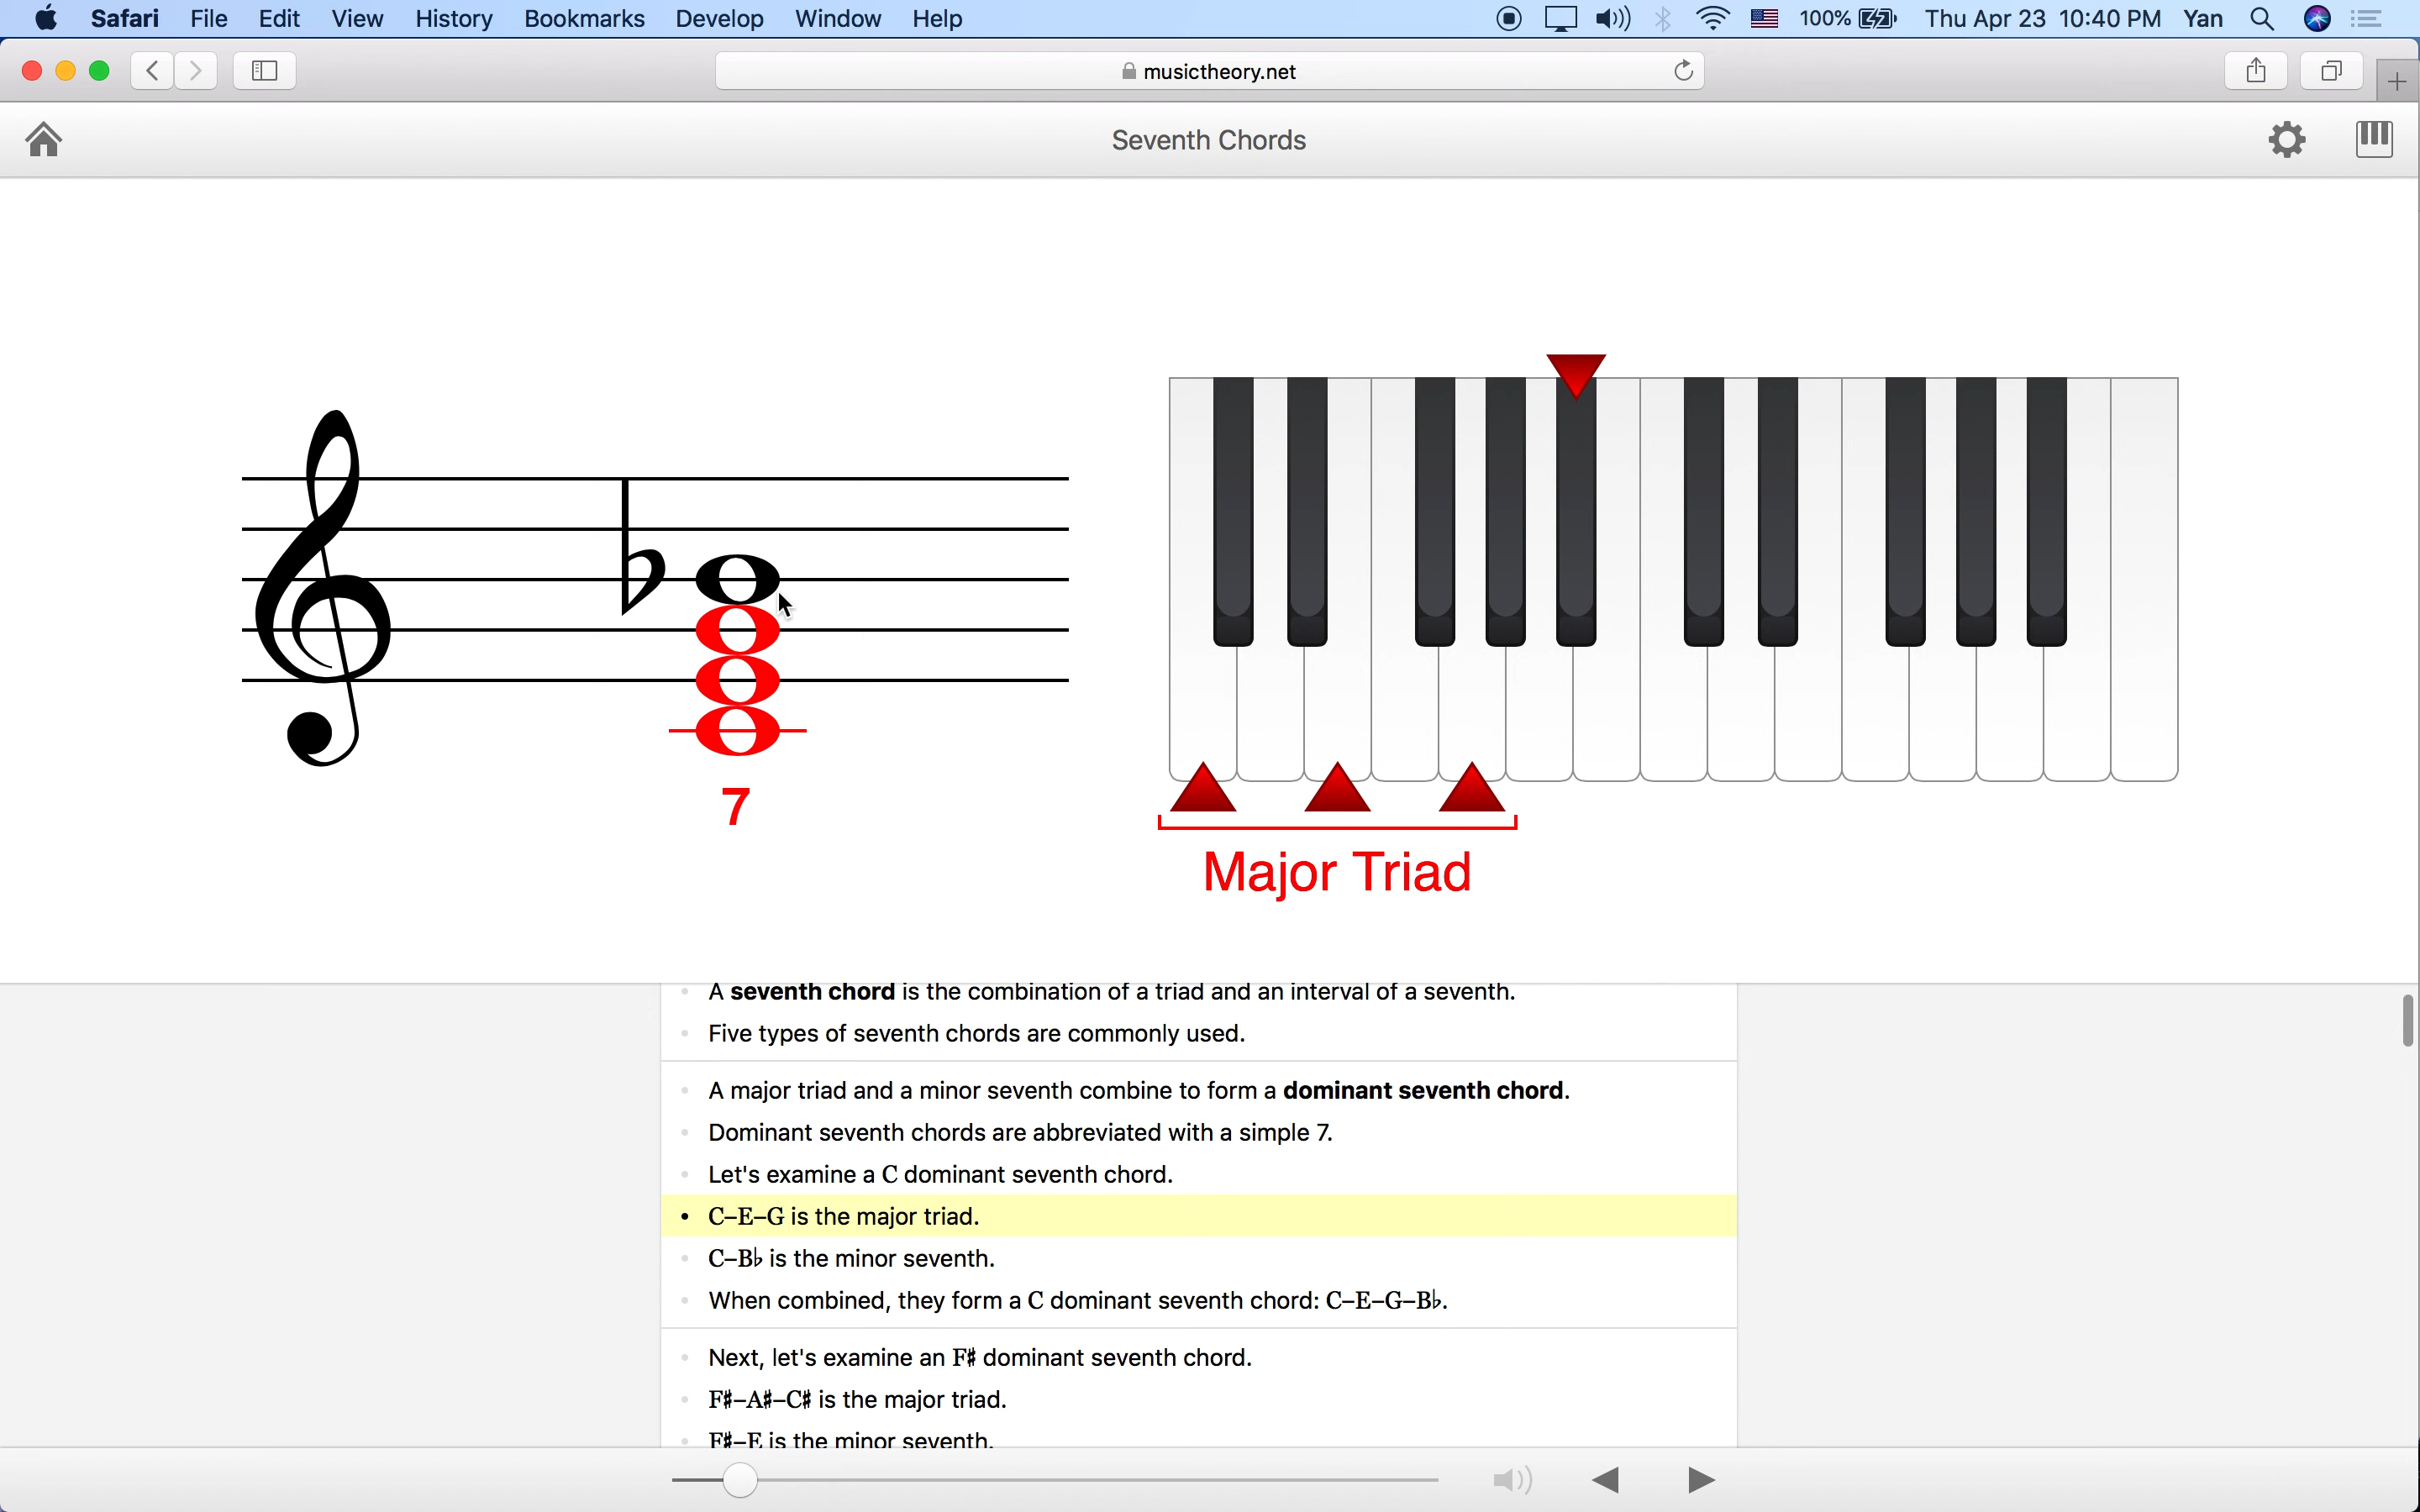 Safari File Edit View History Bookmarks Develop Window Help 100% Thu Apr 23 10:40 PM Yan
musictheory.net
Seventh Chords
7
Major Triad
A seventh chord is the combination of a triad and an interval of a seventh.
Five types of seventh chords are commonly used.
A major triad and a minor seventh combine to form a dominant seventh chord.
Dominant seventh chords are abbreviated with a simple 7.
Let's examine a C dominant seventh chord.
C–E–G is the major triad.
C–B♭ is the minor seventh.
When combined, they form a C dominant seventh chord: C–E–G–B♭.
Next, let's examine an F♯ dominant seventh chord.
F♯–A♯–C♯ is the major triad.
F♯–E is the minor seventh.